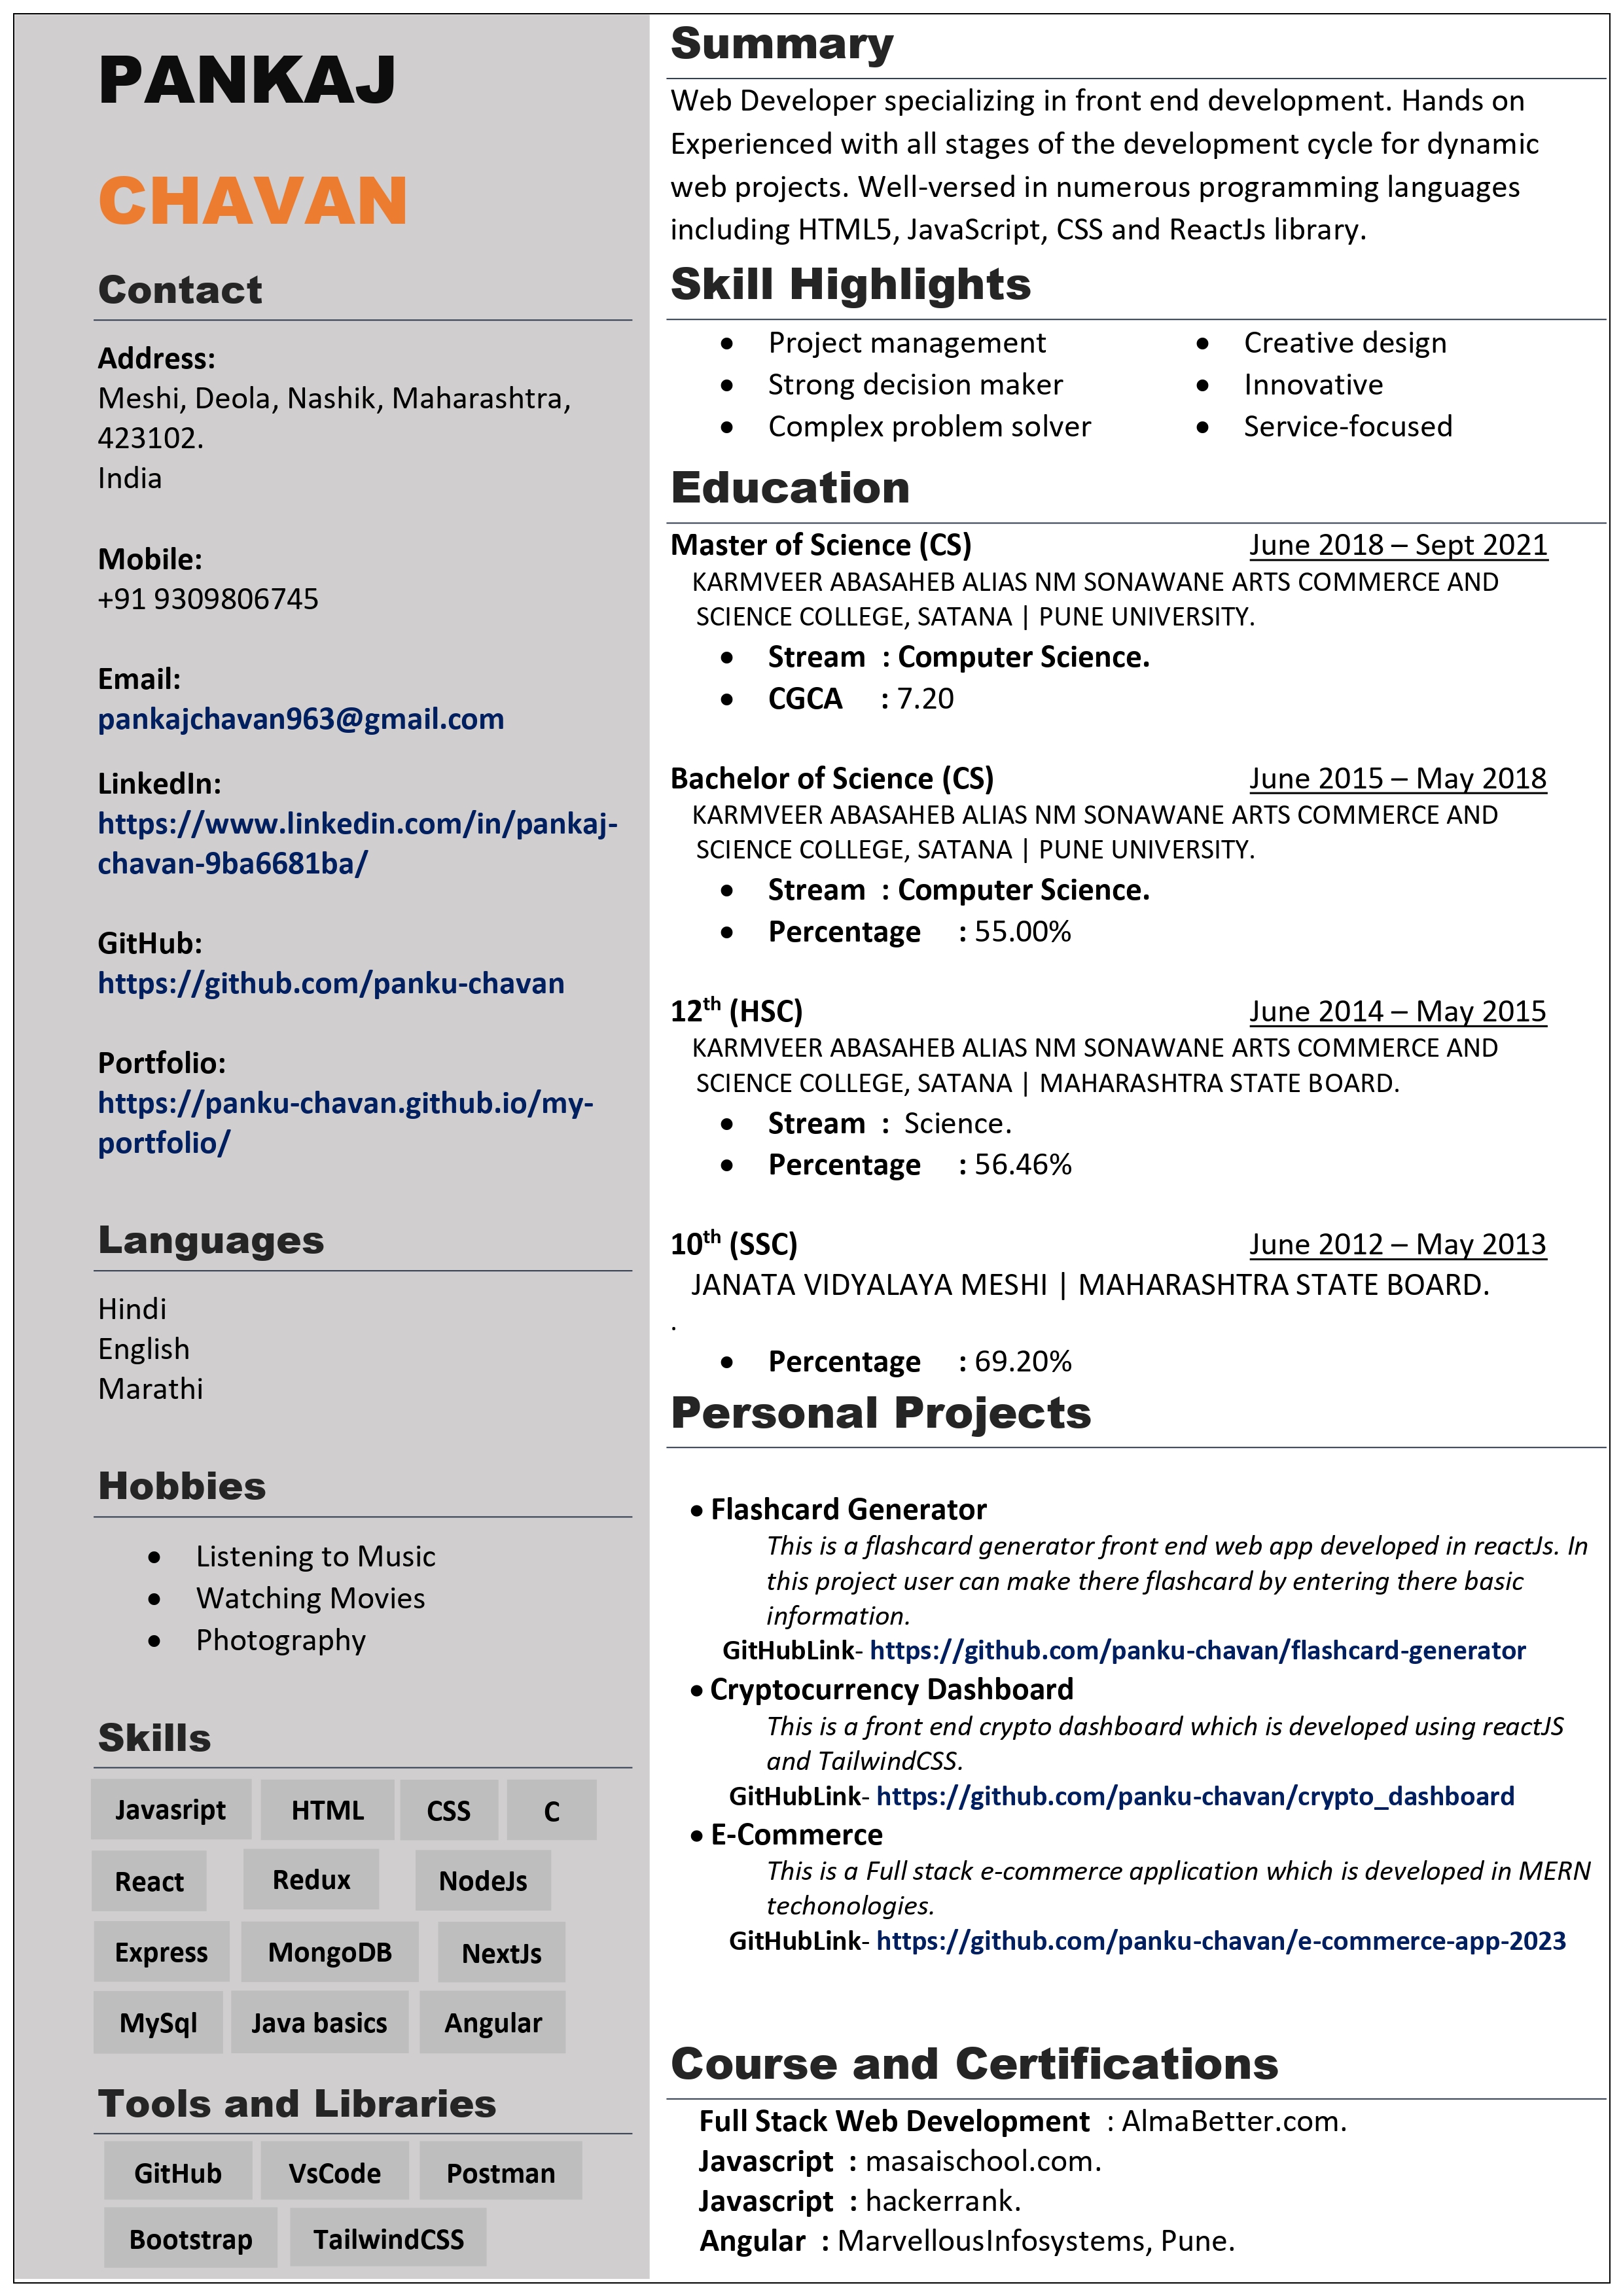 PANKAJ
CHAVAN
Contact
Address:
Meshi, Deola, Nashik, Maharashtra,
423102.
India
Mobile:
+91 9309806745
Email:
pankajchavan963@gmail.com
LinkedIn:
https://www.linkedin.com/in/pankaj-
chavan-9ba6681ba/
GitHub:
https://github.com/panku-chavan
Portfolio:
https://panku-chavan.github.io/my-
portfolio/
Languages
Hindi
English
Marathi
Hobbies
• Listening to Music
• Watching Movies
• Photography
Skills
Javasript HTML CSS C
React Redux NodeJs
Express MongoDB NextJs
MySql Java basics Angular
Tools and Libraries
GitHub VsCode Postman
Bootstrap TailwindCSS
Summary
Web Developer specializing in front end development. Hands on
Experienced with all stages of the development cycle for dynamic
web projects. Well-versed in numerous programming languages
including HTML5, JavaScript, CSS and ReactJs library.
Skill Highlights
• Project management • Creative design
• Strong decision maker • Innovative
• Complex problem solver • Service-focused
Education
Master of Science (CS) June 2018 – Sept 2021
KARMVEER ABASAHEB ALIAS NM SONAWANE ARTS COMMERCE AND
SCIENCE COLLEGE, SATANA | PUNE UNIVERSITY.
• Stream : Computer Science.
• CGCA : 7.20
Bachelor of Science (CS) June 2015 – May 2018
KARMVEER ABASAHEB ALIAS NM SONAWANE ARTS COMMERCE AND
SCIENCE COLLEGE, SATANA | PUNE UNIVERSITY.
• Stream : Computer Science.
• Percentage : 55.00%
12th (HSC) June 2014 – May 2015
KARMVEER ABASAHEB ALIAS NM SONAWANE ARTS COMMERCE AND
SCIENCE COLLEGE, SATANA | MAHARASHTRA STATE BOARD.
• Stream : Science.
• Percentage : 56.46%
10th (SSC) June 2012 – May 2013
JANATA VIDYALAYA MESHI | MAHARASHTRA STATE BOARD.
.
• Percentage : 69.20%
Personal Projects
• Flashcard Generator
This is a flashcard generator front end web app developed in reactJs. In
this project user can make there flashcard by entering there basic
information.
GitHubLink- https://github.com/panku-chavan/flashcard-generator
• Cryptocurrency Dashboard
This is a front end crypto dashboard which is developed using reactJS
and TailwindCSS.
GitHubLink- https://github.com/panku-chavan/crypto_dashboard
• E-Commerce
This is a Full stack e-commerce application which is developed in MERN
techonologies.
GitHubLink- https://github.com/panku-chavan/e-commerce-app-2023
Course and Certifications
Full Stack Web Development : AlmaBetter.com.
Javascript : masaischool.com.
Javascript : hackerrank.
Angular : MarvellousInfosystems, Pune.